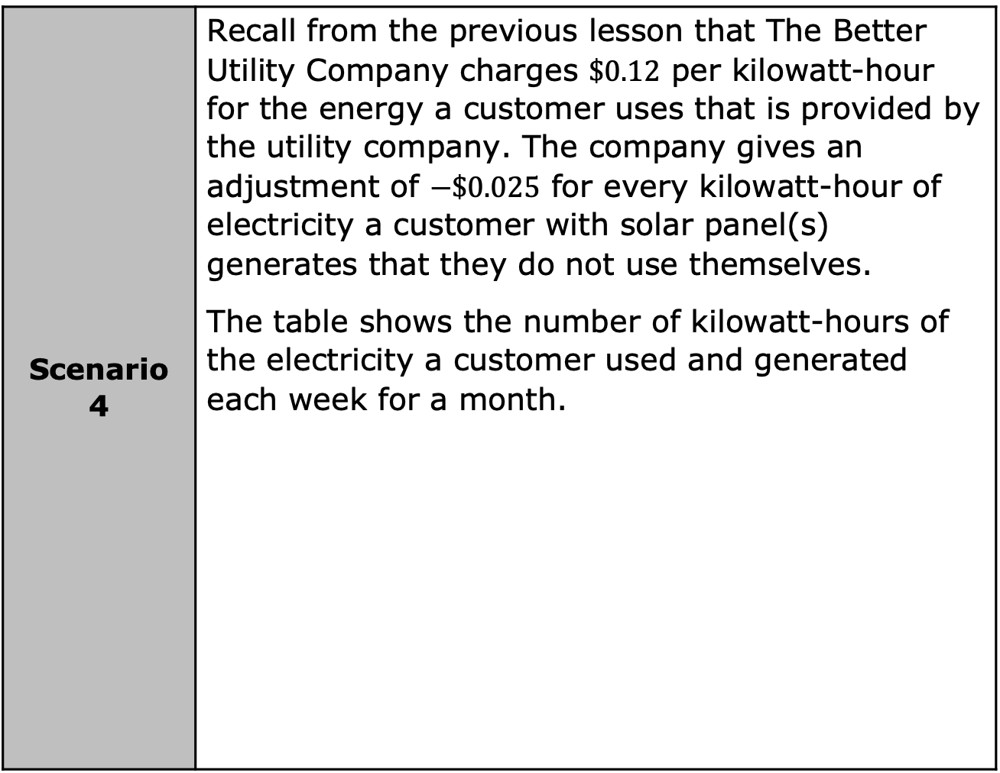 Scenario
4
Recall from the previous lesson that The Better
Utility Company charges $0.12 per kilowatt-hour
for the energy a customer uses that is provided by
the utility company. The company gives an
adjustment of −$0.025 for every kilowatt-hour of
electricity a customer with solar panel(s)
generates that they do not use themselves.
The table shows the number of kilowatt-hours of
the electricity a customer used and generated
each week for a month.